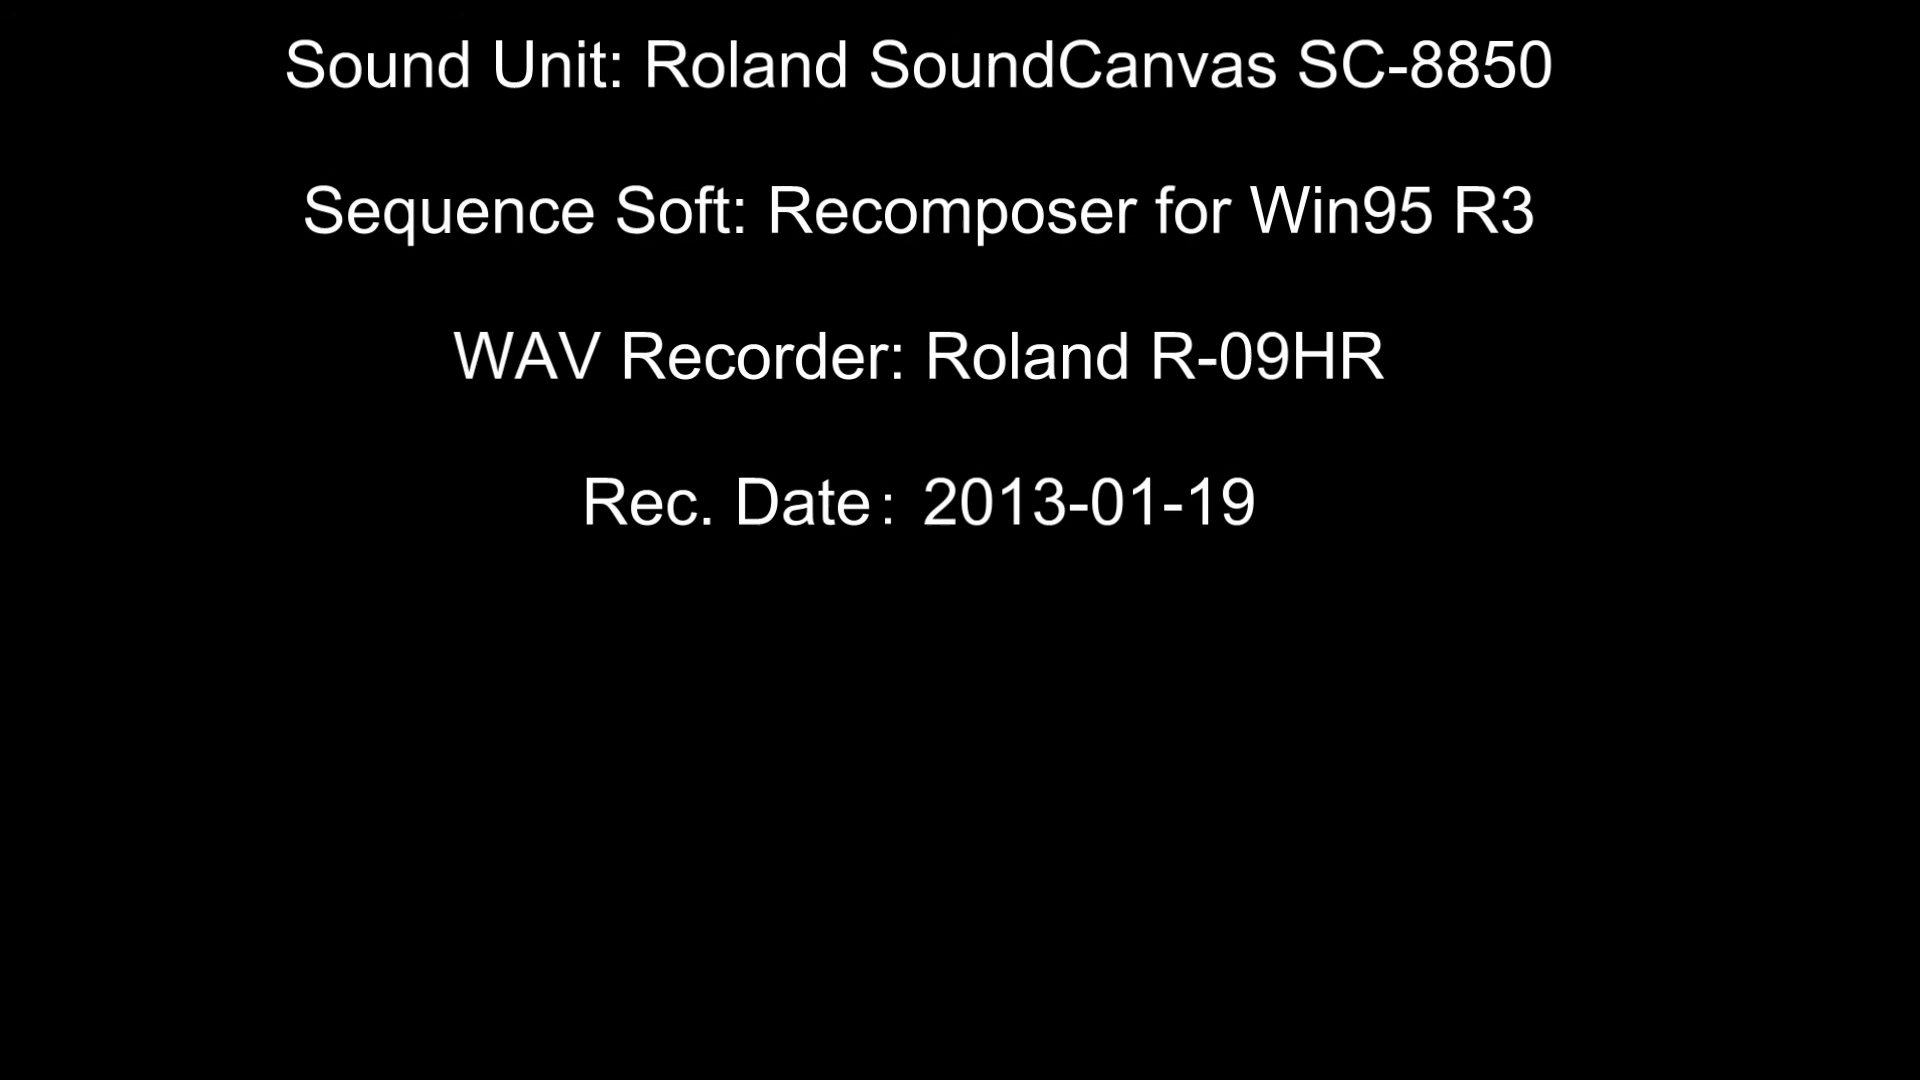 Sound Unit: Roland SoundCanvas SC-8850
Sequence Soft: Recomposer for Win95 R3
WAV Recorder: Roland R-09HR
Rec. Date： 2013-01-19